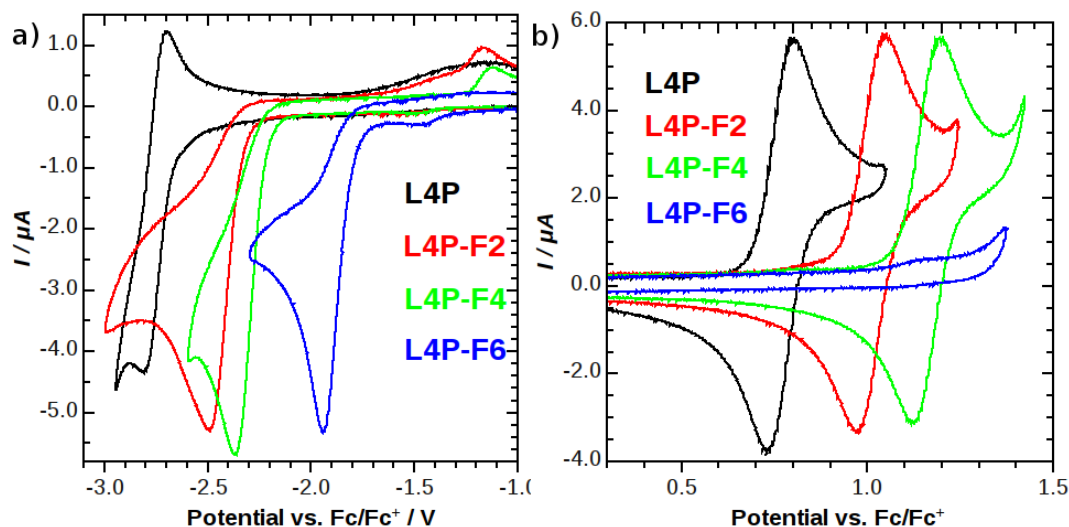 a)
1.0
0.0
-1.0
-2.0
-3.0
-4.0
-5.0
I / µA
L4P
L4P-F2
L4P-F4
L4P-F6
-3.0 -2.5 -2.0 -1.5 -1.0
Potential vs. Fc/Fc⁺ / V
b)
6.0
4.0
2.0
0.0
-2.0
-4.0
I / µA
L4P
L4P-F2
L4P-F4
L4P-F6
0.5 1.0 1.5
Potential vs. Fc/Fc⁺